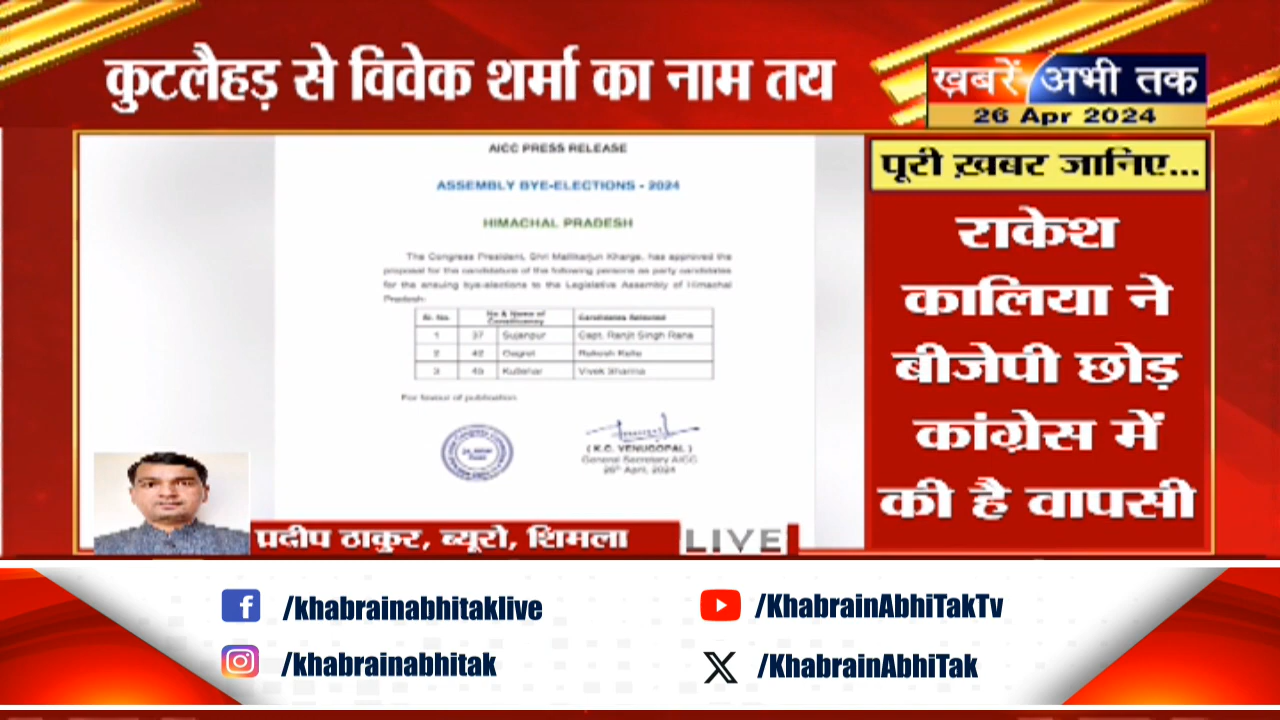 कुटलैहड़ से विवेक शर्मा का नाम तय
ख़बरें अभी तक
26 Apr 2024
AICC PRESS RELEASE
ASSEMBLY BYE-ELECTIONS - 2024
HIMACHAL PRADESH
The Congress President, Shri Mallikarjun Kharge, has approved the
proposal for the candidature of the following persons as party candidates
for the ensuing bye-elections to the Legislative Assembly of Himachal
Pradesh-
Sl. No. No & Name of Constituency Candidates Selected
1 37 Sujanpur Capt. Ranjit Singh Rana
2 42 Gagret Rakesh Kalia
3 45 Kutlehar Vivek Sharma
For favour of publication
( K.C. VENUGOPAL )
General Secretary AICC
26th April, 2024
पूरी ख़बर जानिए...
राकेश
कालिया ने
बीजेपी छोड़
कांग्रेस में
की है वापसी
प्रदीप ठाकुर, ब्यूरो, शिमला
LIVE
/khabrainabhitaklive
/KhabrainAbhiTakTv
/khabrainabhitak
/KhabrainAbhiTak